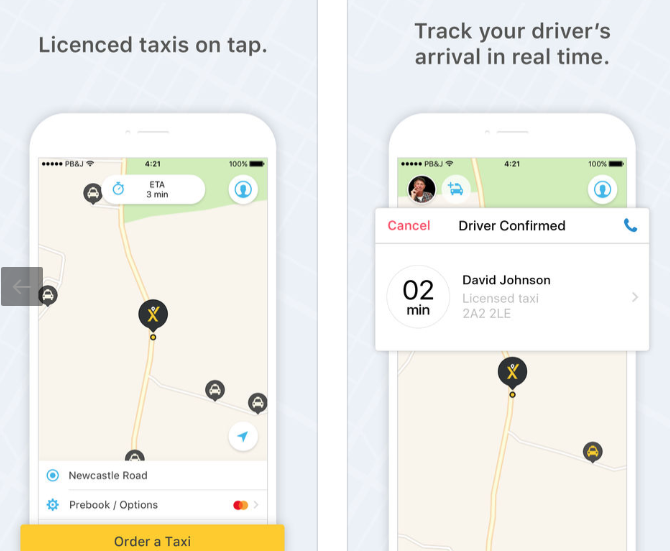 Licenced taxis on tap.
PB&J 4:21 100%
ETA
3 min
Newcastle Road
Prebook / Options
Order a Taxi
Track your driver's
arrival in real time.
PB&J 4:21 100%
Cancel Driver Confirmed
02
min
David Johnson
Licensed taxi
2A2 2LE